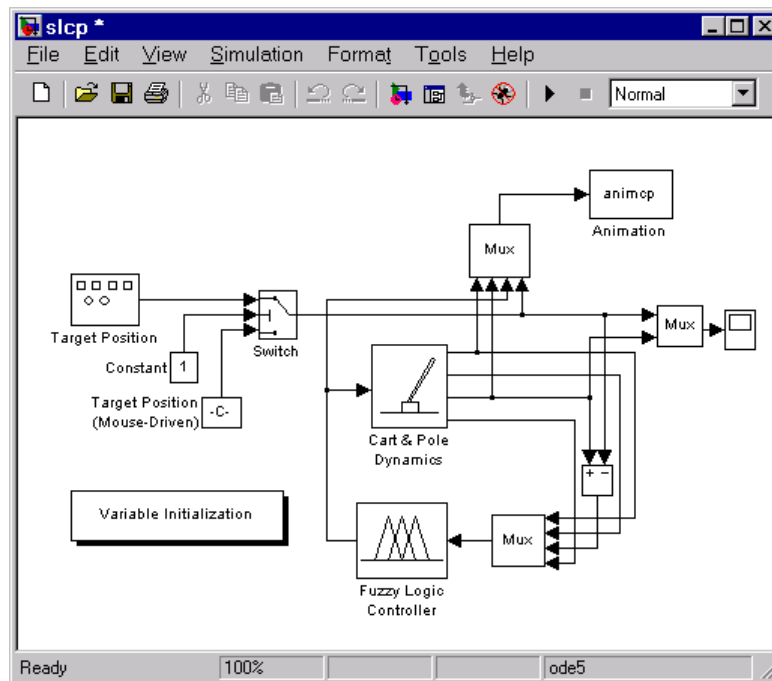 slcp *
File Edit View Simulation Format Tools Help
Normal
animcp
Animation
Mux
Target Position
Switch
Constant
1
Mux
Target Position
(Mouse-Driven)
-C-
Cart & Pole
Dynamics
+ −
Variable Initialization
Mux
Fuzzy Logic
Controller
Ready 100% ode5